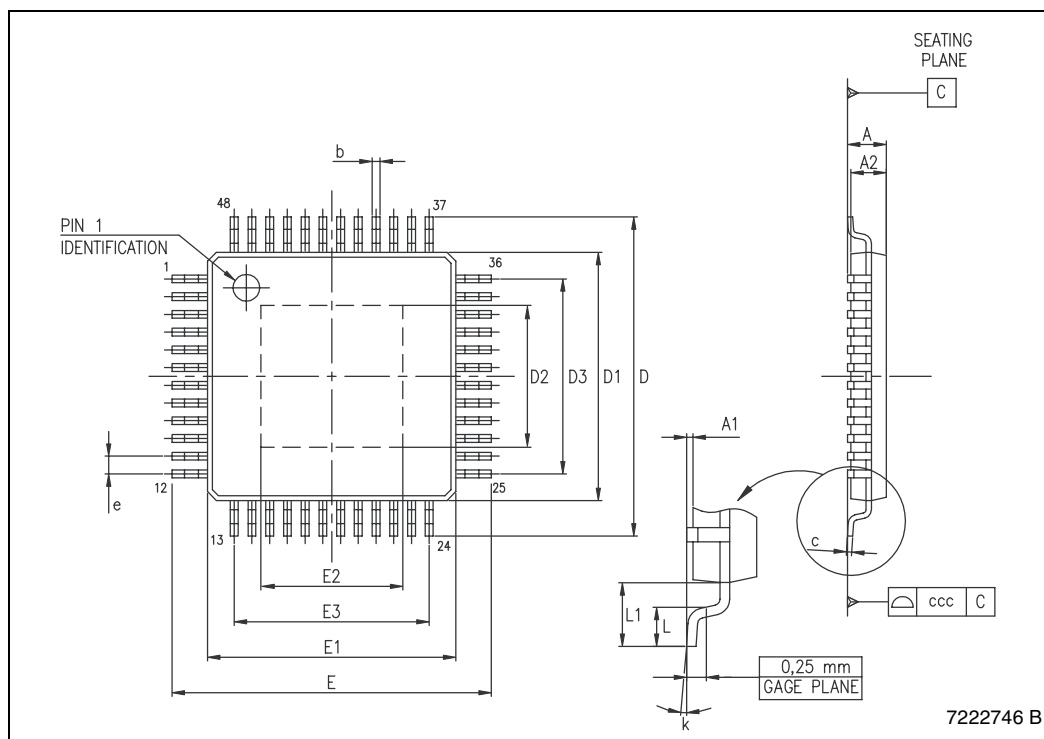 SEATING
PLANE
C
A
A2
b
48
37
PIN 1
IDENTIFICATION
1
36
D2
D3
D1
D
A1
e
12
25
13
24
c
E2
E3
E1
E
L1
L
ccc
C
0,25 mm
GAGE PLANE
k
7222746 B